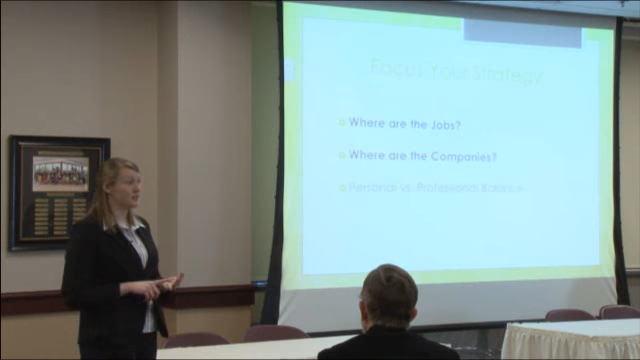 Focus Your Strategy
Where are the Jobs?
Where are the Companies?
Personal vs. Professional Balance